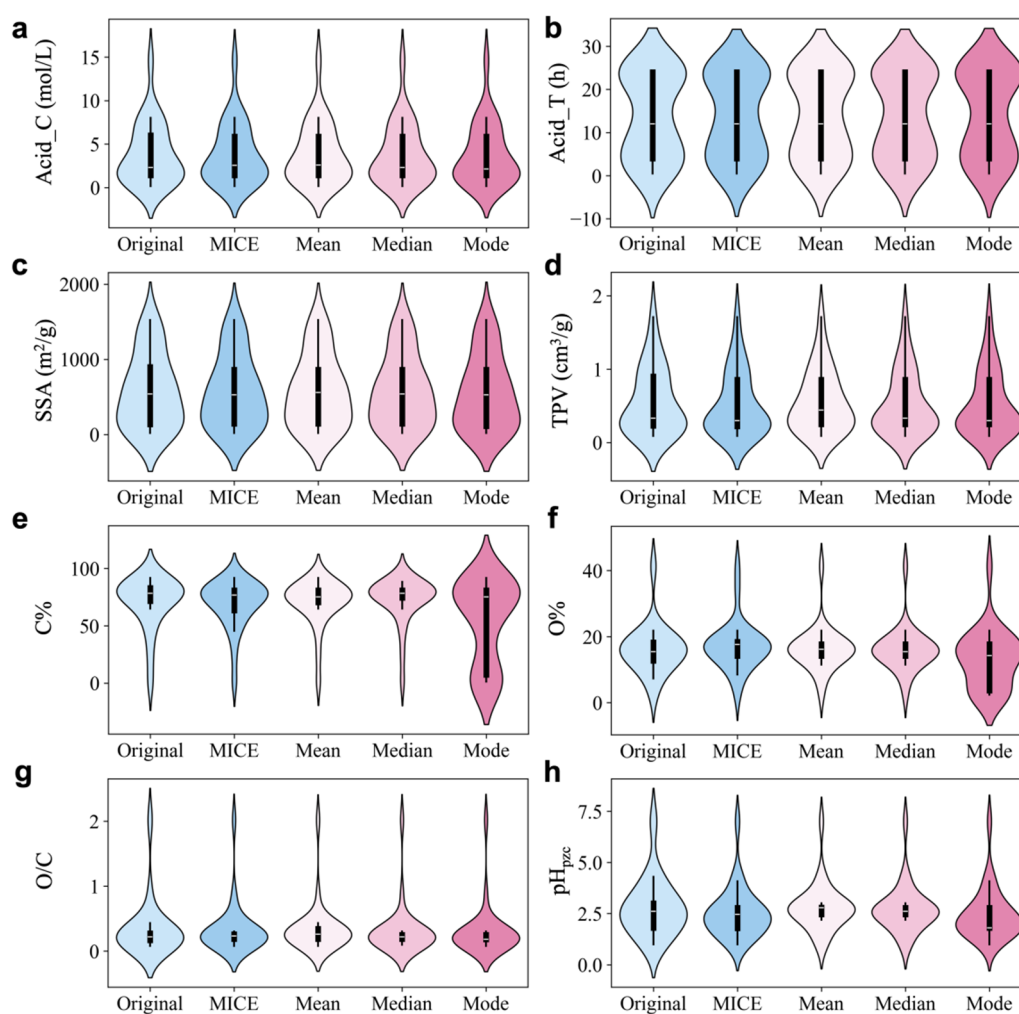 a
Acid_C (mol/L)
15
10
5
0
Original MICE Mean Median Mode
b
Acid_T (h)
30
20
10
0
−10
Original MICE Mean Median Mode
c
SSA (m²/g)
2000
1000
0
Original MICE Mean Median Mode
d
TPV (cm³/g)
2
1
0
Original MICE Mean Median Mode
e
C%
100
50
0
Original MICE Mean Median Mode
f
O%
40
20
0
Original MICE Mean Median Mode
g
O/C
2
1
0
Original MICE Mean Median Mode
h
pHpzc
7.5
5.0
2.5
0.0
Original MICE Mean Median Mode